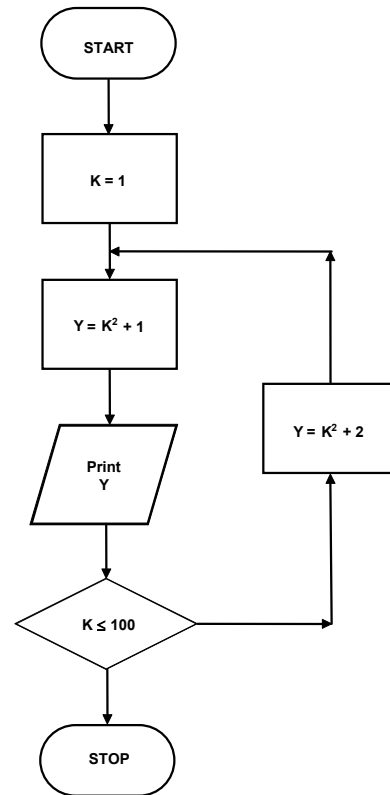 START
K = 1
Y = K² + 1
Y = K² + 2
Print
Y
K ≤ 100
STOP